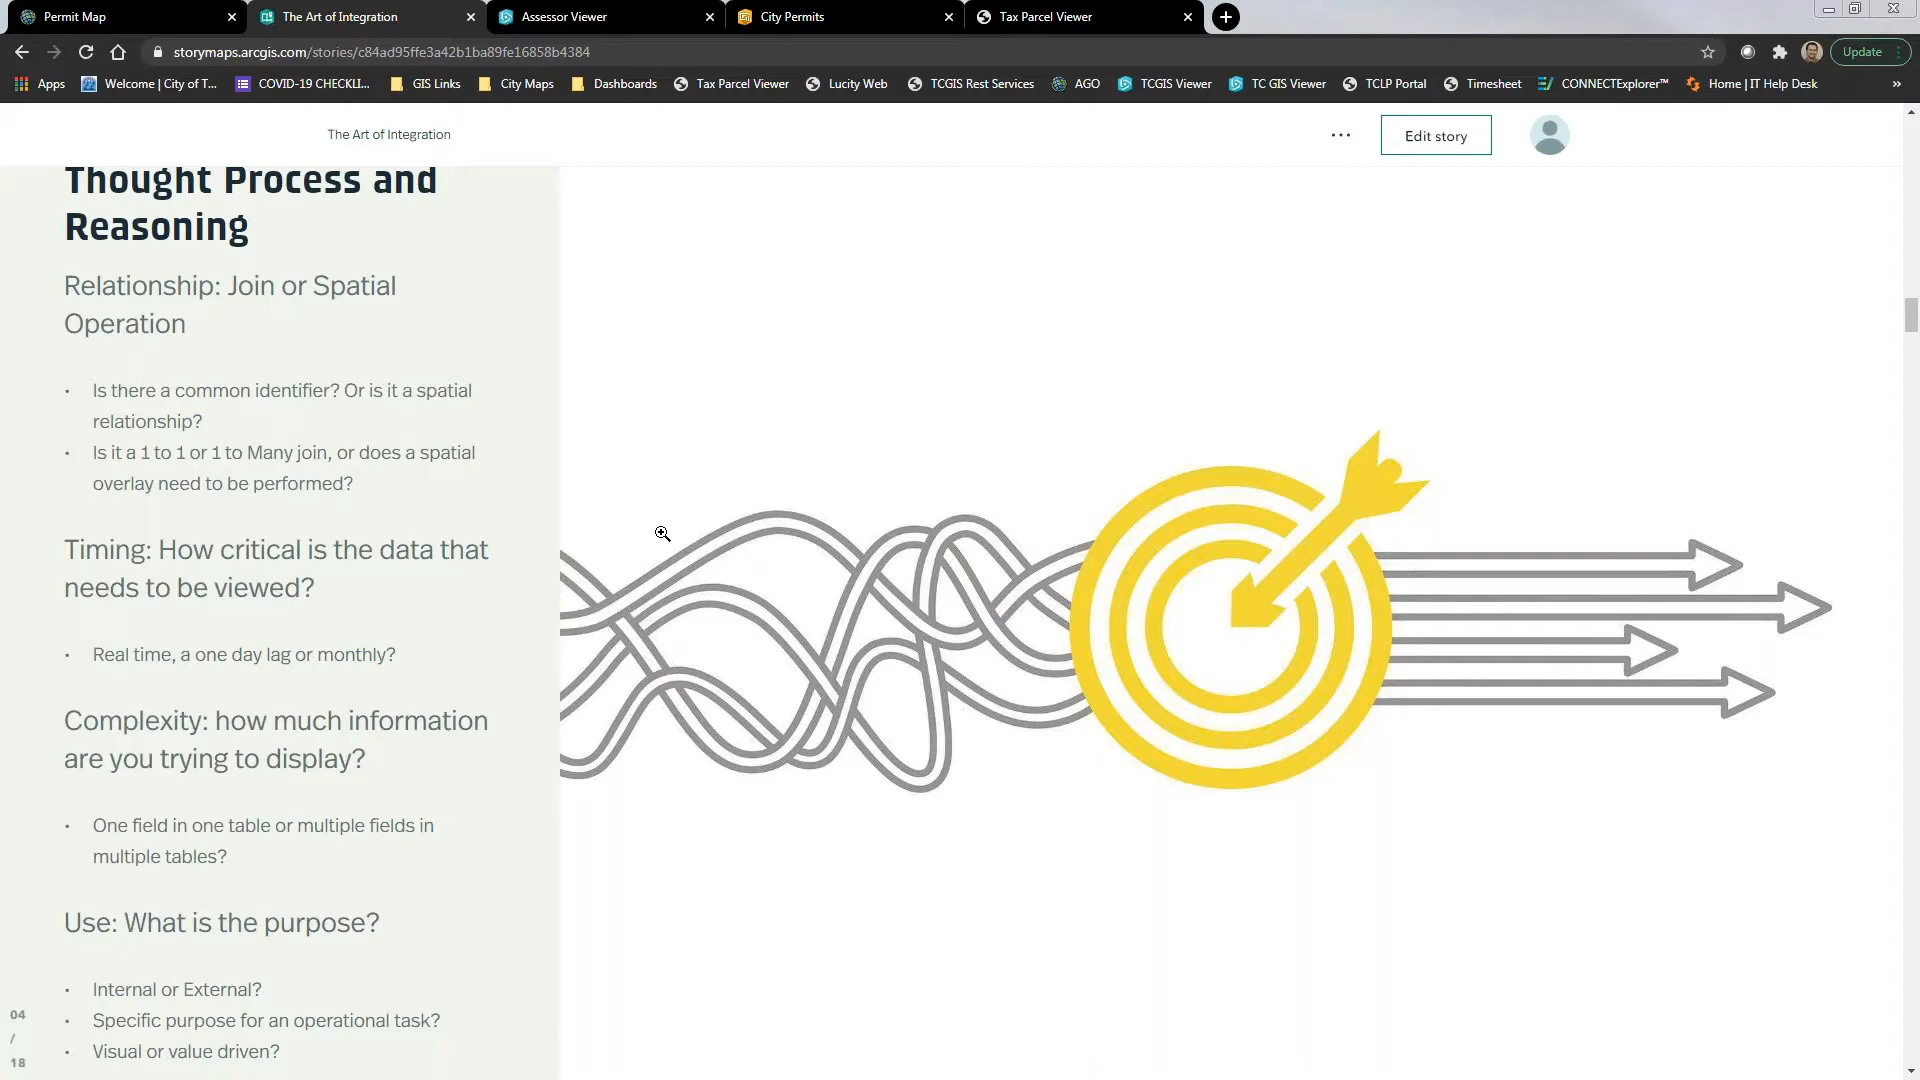 Permit Map
The Art of Integration
Assessor Viewer
City Permits
Tax Parcel Viewer
storymaps.arcgis.com/stories/c84ad95ffe3a42b1ba89fe16858b4384
Update
Apps
Welcome | City of T...
COVID-19 CHECKLI...
GIS Links
City Maps
Dashboards
Tax Parcel Viewer
Lucity Web
TCGIS Rest Services
AGO
TCGIS Viewer
TC GIS Viewer
TCLP Portal
Timesheet
CONNECTExplorer™
Home | IT Help Desk
»
The Art of Integration
Edit story
Thought Process and
Reasoning
Relationship: Join or Spatial
Operation
• Is there a common identifier? Or is it a spatial
relationship?
• Is it a 1 to 1 or 1 to Many join, or does a spatial
overlay need to be performed?
Timing: How critical is the data that
needs to be viewed?
• Real time, a one day lag or monthly?
Complexity: how much information
are you trying to display?
• One field in one table or multiple fields in
multiple tables?
Use: What is the purpose?
• Internal or External?
• Specific purpose for an operational task?
• Visual or value driven?
04
/
18